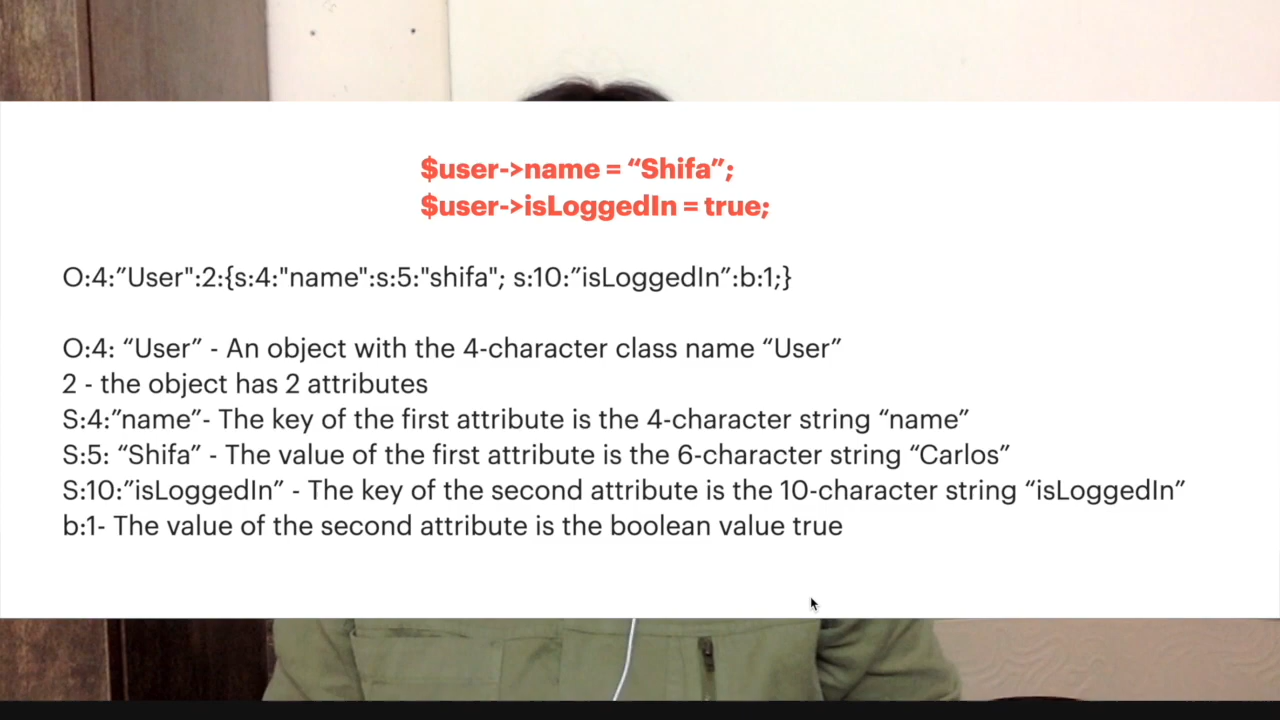 $user->name = “Shifa”;
$user->isLoggedIn = true;
O:4:”User":2:{s:4:"name":s:5:"shifa"; s:10:”isLoggedIn”:b:1;}
O:4: “User” - An object with the 4-character class name “User”
2 - the object has 2 attributes
S:4:”name”- The key of the first attribute is the 4-character string “name”
S:5: “Shifa” - The value of the first attribute is the 6-character string “Carlos”
S:10:”isLoggedIn” - The key of the second attribute is the 10-character string “isLoggedIn”
b:1- The value of the second attribute is the boolean value true